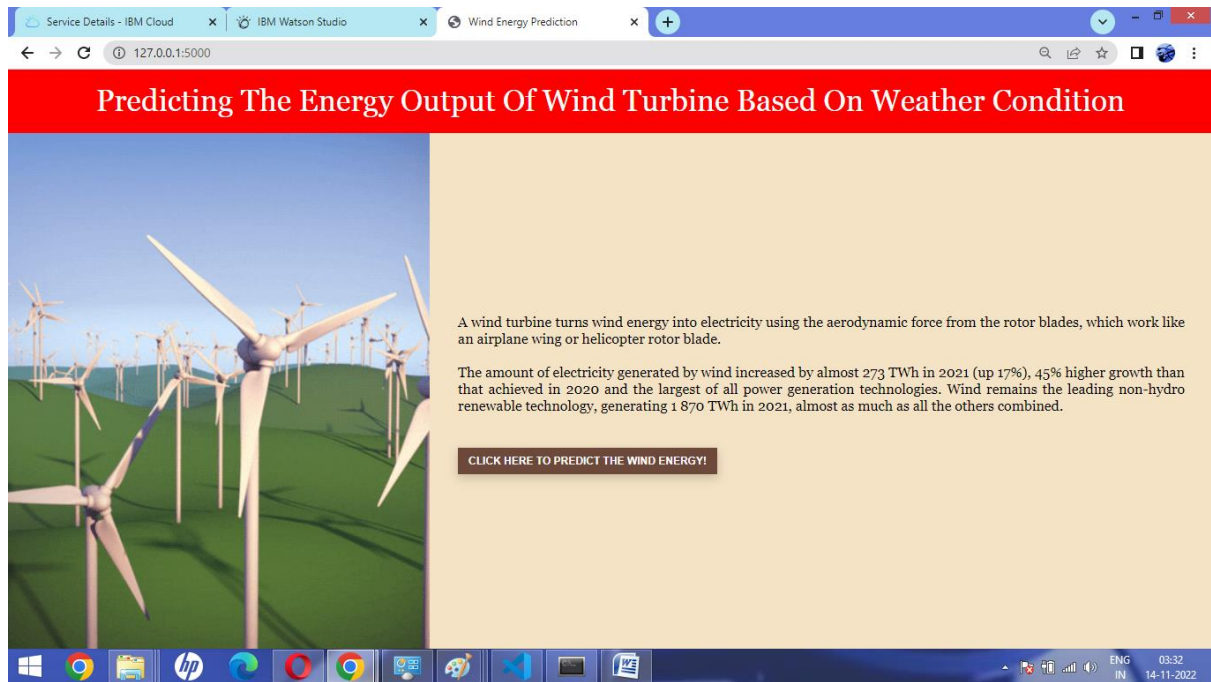 Service Details - IBM Cloud
IBM Watson Studio
Wind Energy Prediction
127.0.0.1:5000
Predicting The Energy Output Of Wind Turbine Based On Weather Condition
A wind turbine turns wind energy into electricity using the aerodynamic force from the rotor blades, which work like
an airplane wing or helicopter rotor blade.
The amount of electricity generated by wind increased by almost 273 TWh in 2021 (up 17%), 45% higher growth than
that achieved in 2020 and the largest of all power generation technologies. Wind remains the leading non-hydro
renewable technology, generating 1 870 TWh in 2021, almost as much as all the others combined.
CLICK HERE TO PREDICT THE WIND ENERGY!
hp
ENG 03:32
IN 14-11-2022